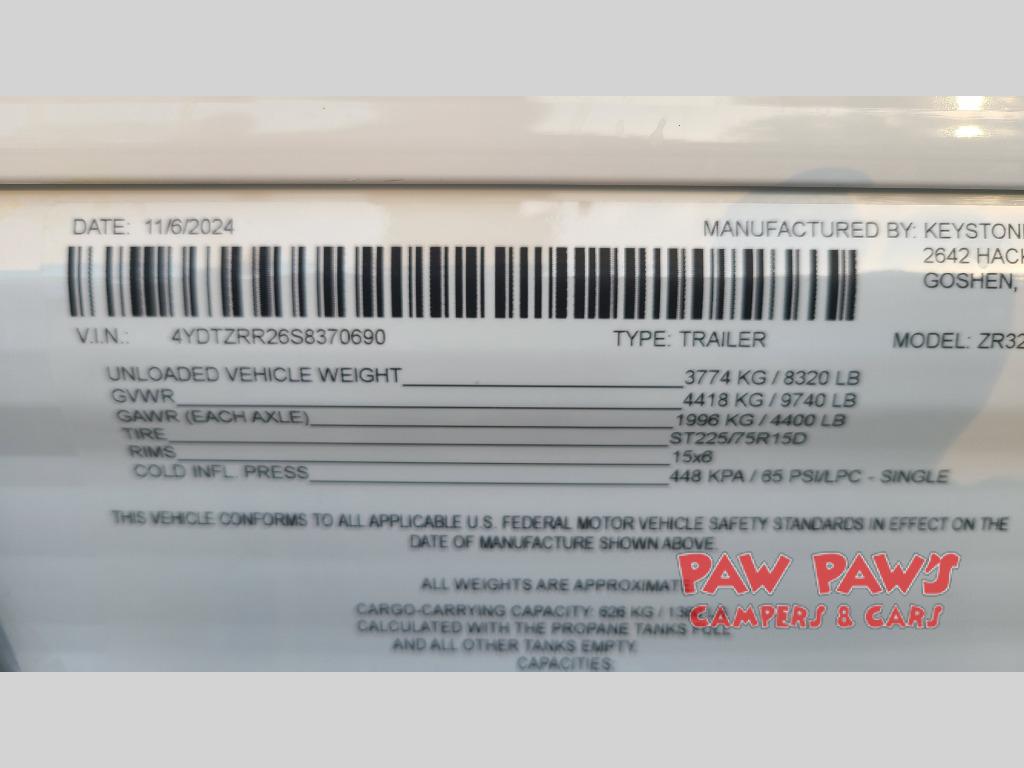 DATE: 11/6/2024 MANUFACTURED BY: KEYSTONE
2642 HACK
GOSHEN,
V.I.N.: 4YDTZRR26S8370690 TYPE: TRAILER MODEL: ZR32
UNLOADED VEHICLE WEIGHT 3774 KG / 8320 LB
GVWR 4418 KG / 9740 LB
GAWR (EACH AXLE) 1996 KG / 4400 LB
TIRE ST225/75R15D
RIMS 15x6
COLD INFL. PRESS 448 KPA / 65 PSI/LPC - SINGLE
THIS VEHICLE CONFORMS TO ALL APPLICABLE U.S. FEDERAL MOTOR VEHICLE SAFETY STANDARDS IN EFFECT ON THE
DATE OF MANUFACTURE SHOWN ABOVE.
ALL WEIGHTS ARE APPROXIMATE
CARGO-CARRYING CAPACITY: 626 KG /
CALCULATED WITH THE PROPANE TANKS FULL
AND ALL OTHER TANKS EMPTY.
CAPACITIES:
PAW PAW'S
CAMPERS & CARS